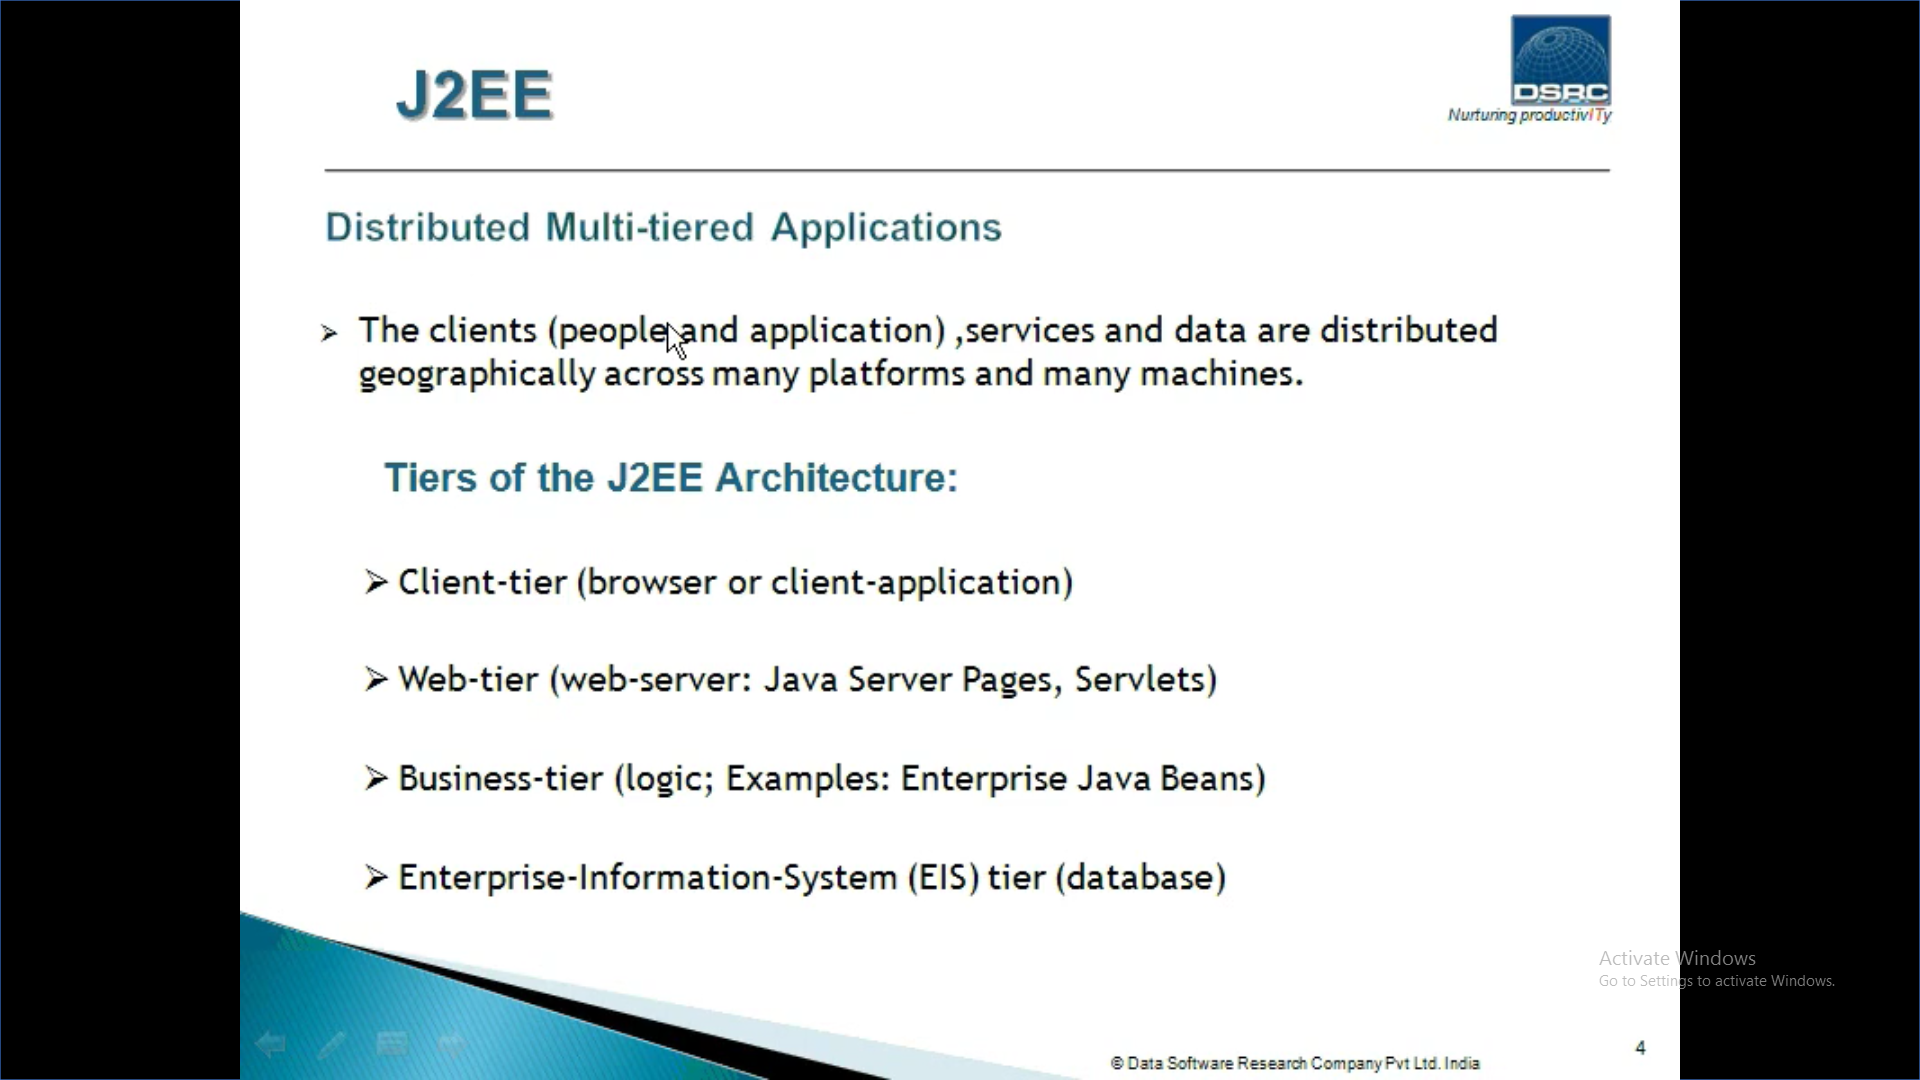 J2EE
DSRC
Nurturing productivITy
Distributed Multi-tiered Applications
➢ The clients (people and application) ,services and data are distributed
geographically across many platforms and many machines.
Tiers of the J2EE Architecture:
➢ Client-tier (browser or client-application)
➢ Web-tier (web-server: Java Server Pages, Servlets)
➢ Business-tier (logic; Examples: Enterprise Java Beans)
➢ Enterprise-Information-System (EIS) tier (database)
Activate Windows
Go to Settings to activate Windows.
4
© Data Software Research Company Pvt Ltd. India